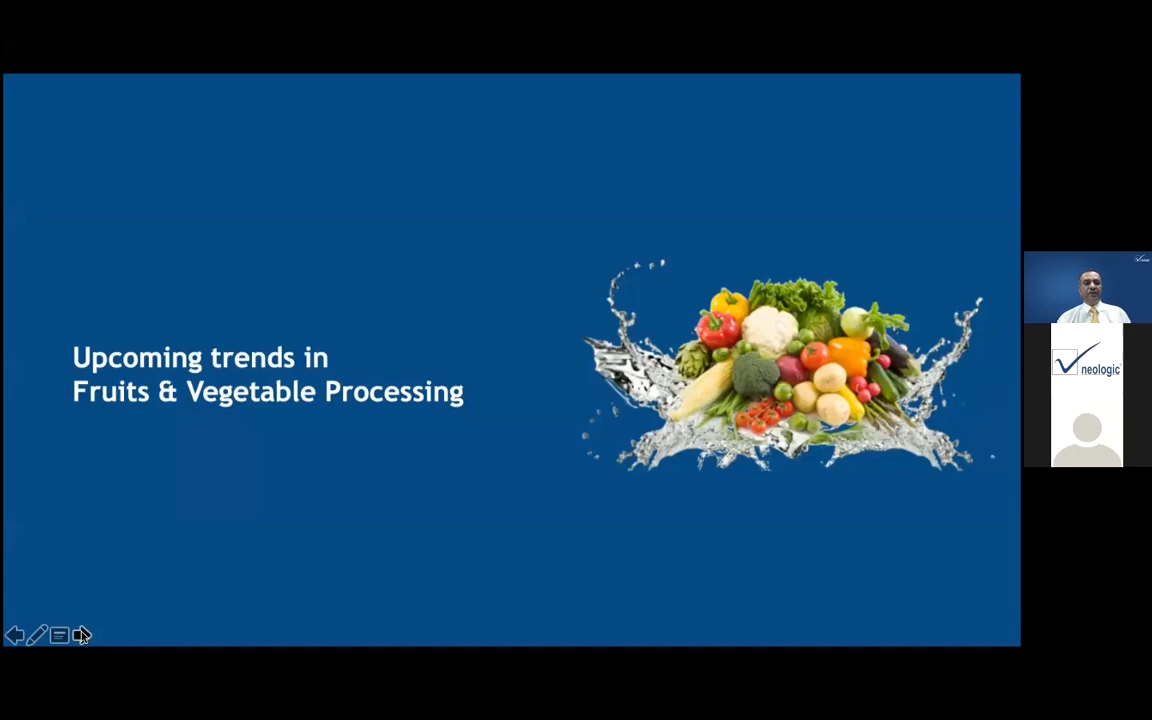 Upcoming trends in
Fruits & Vegetable Processing
neologic